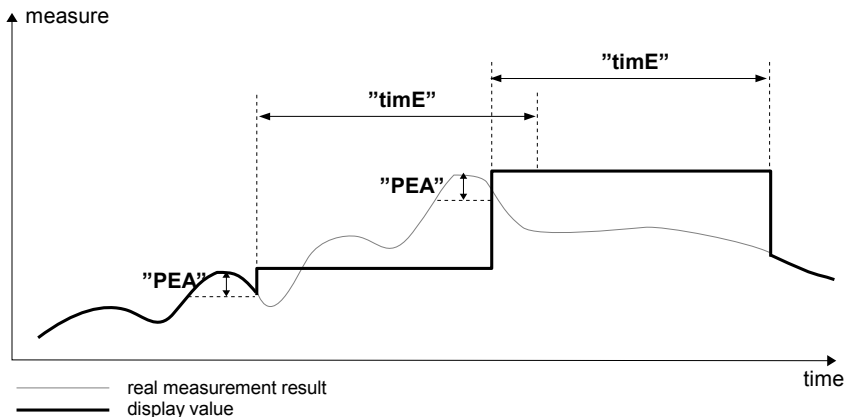 measure
”timE”
”timE”
”PEA”
”PEA”
time
real measurement result
display value